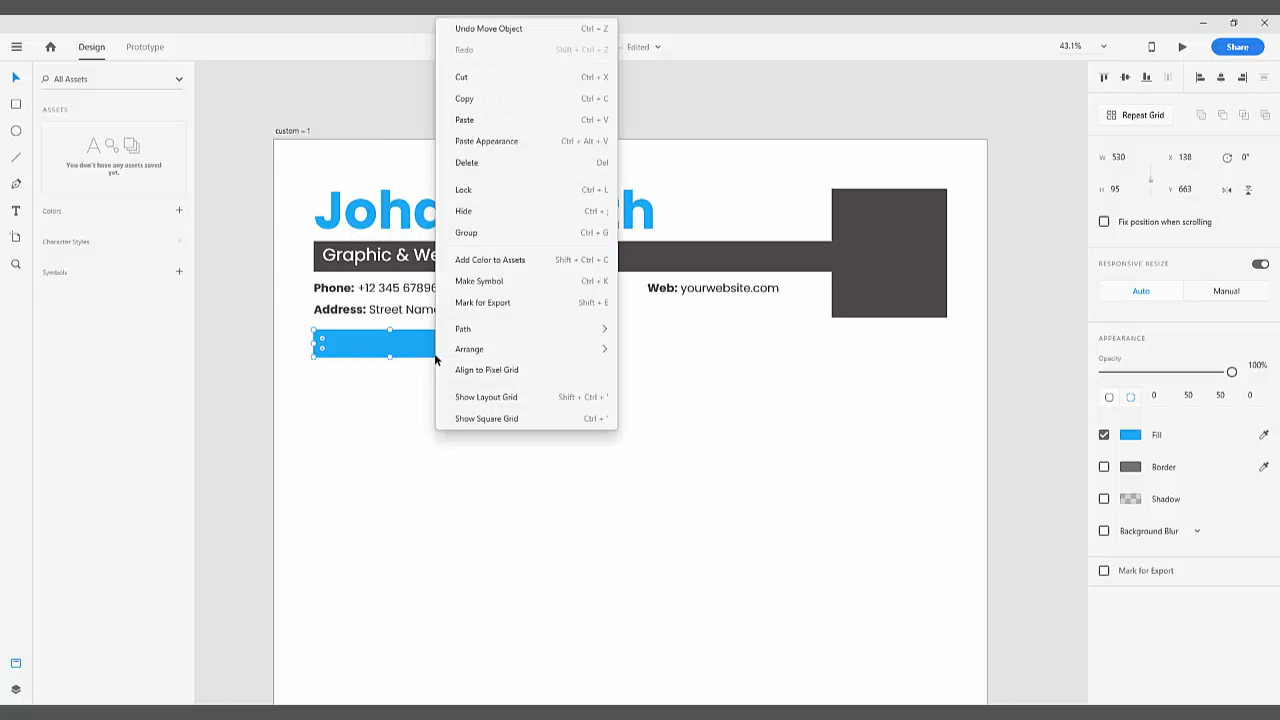 Design
Prototype
Edited
43.1%
Share
All Assets
ASSETS
You don't have any assets saved
yet.
Colors
Character Styles
Symbols
custom – 1
Graphic & We
Phone: +12 345 67896
Web: yourwebsite.com
Address: Street Nam
Undo Move Object Ctrl + Z
Redo Shift + Ctrl + Z
Cut Ctrl + X
Copy Ctrl + C
Paste Ctrl + V
Paste Appearance Ctrl + Alt + V
Delete Del
Lock Ctrl + L
Hide Ctrl + ;
Group Ctrl + G
Add Color to Assets Shift + Ctrl + C
Make Symbol Ctrl + K
Mark for Export Shift + E
Path
Arrange
Align to Pixel Grid
Show Layout Grid Shift + Ctrl + '
Show Square Grid Ctrl + '
Repeat Grid
W 530 X 138 0°
H 95 Y 663
Fix position when scrolling
RESPONSIVE RESIZE
Auto Manual
APPEARANCE
Opacity
100%
0 50 50 0
Fill
Border
Shadow
Background Blur
Mark for Export